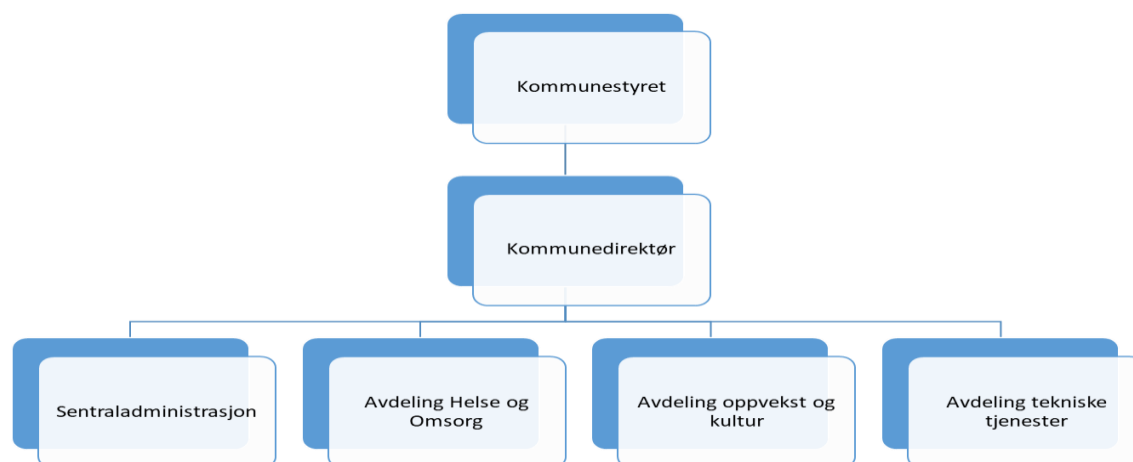 Kommunestyret
Kommunedirektør
Sentraladministrasjon
Avdeling Helse og
Omsorg
Avdeling oppvekst og
kultur
Avdeling tekniske
tjenester